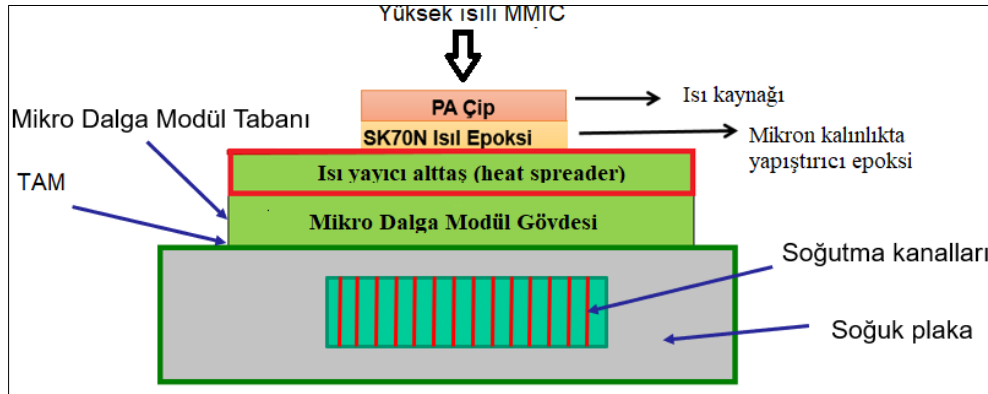 Yüksek ısılı MMIC
PA Çip
Isı kaynağı
SK70N Isıl Epoksi
Mikron kalınlıkta
yapıştırıcı epoksi
Mikro Dalga Modül Tabanı
TAM
Isı yayıcı alttaş (heat spreader)
Mikro Dalga Modül Gövdesi
Soğutma kanalları
Soğuk plaka